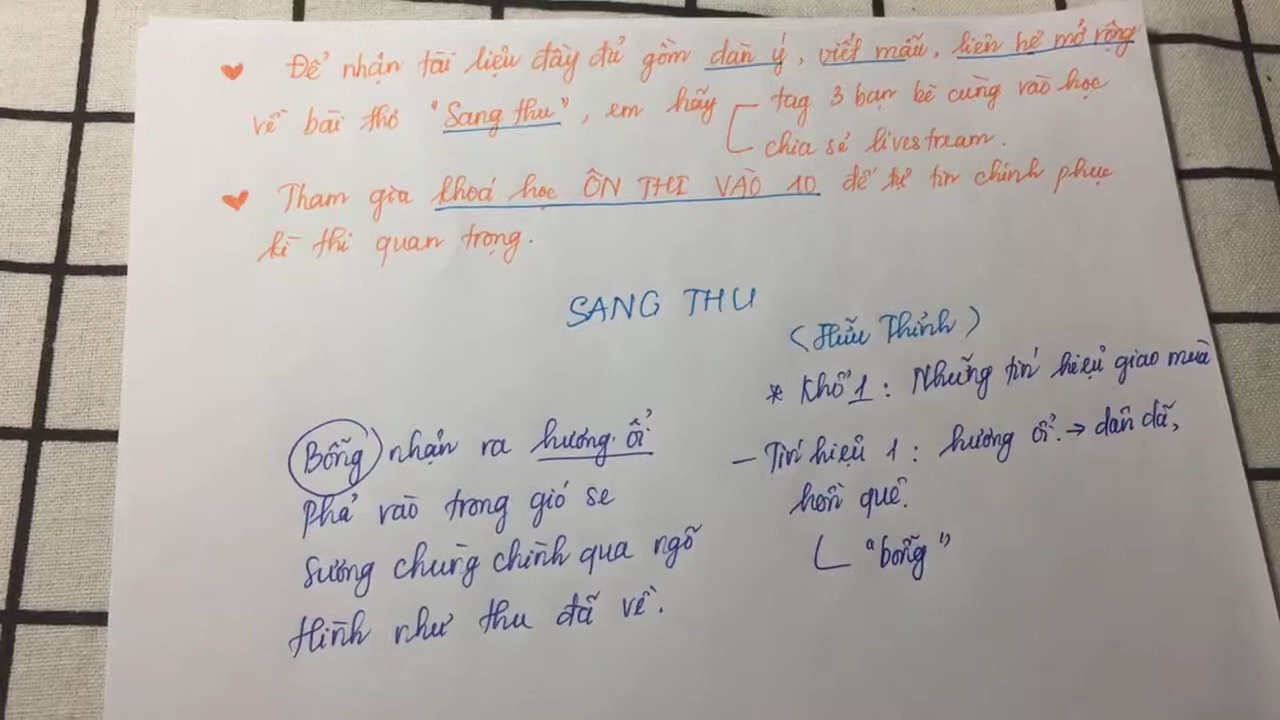 ♥ Để nhận tài liệu đầy đủ gồm dàn ý, viết mẫu, liên hệ mở rộng
về bài thơ "Sang thu", em hãy
tag 3 bạn bè cùng vào học
chia sẻ livestream.
♥ Tham gia khoá học ÔN THI VÀO 10 để tự tin chinh phục
kì thi quan trọng.
SANG THU
(Hữu Thỉnh)
Bỗng nhận ra hương ổi
Phả vào trong gió se
Sương chùng chình qua ngõ
Hình như thu đã về.
* Khổ 1: Những tín hiệu giao mùa
- Tín hiệu 1: hương ổi → dân dã,
hồn quê.
"bỗng"